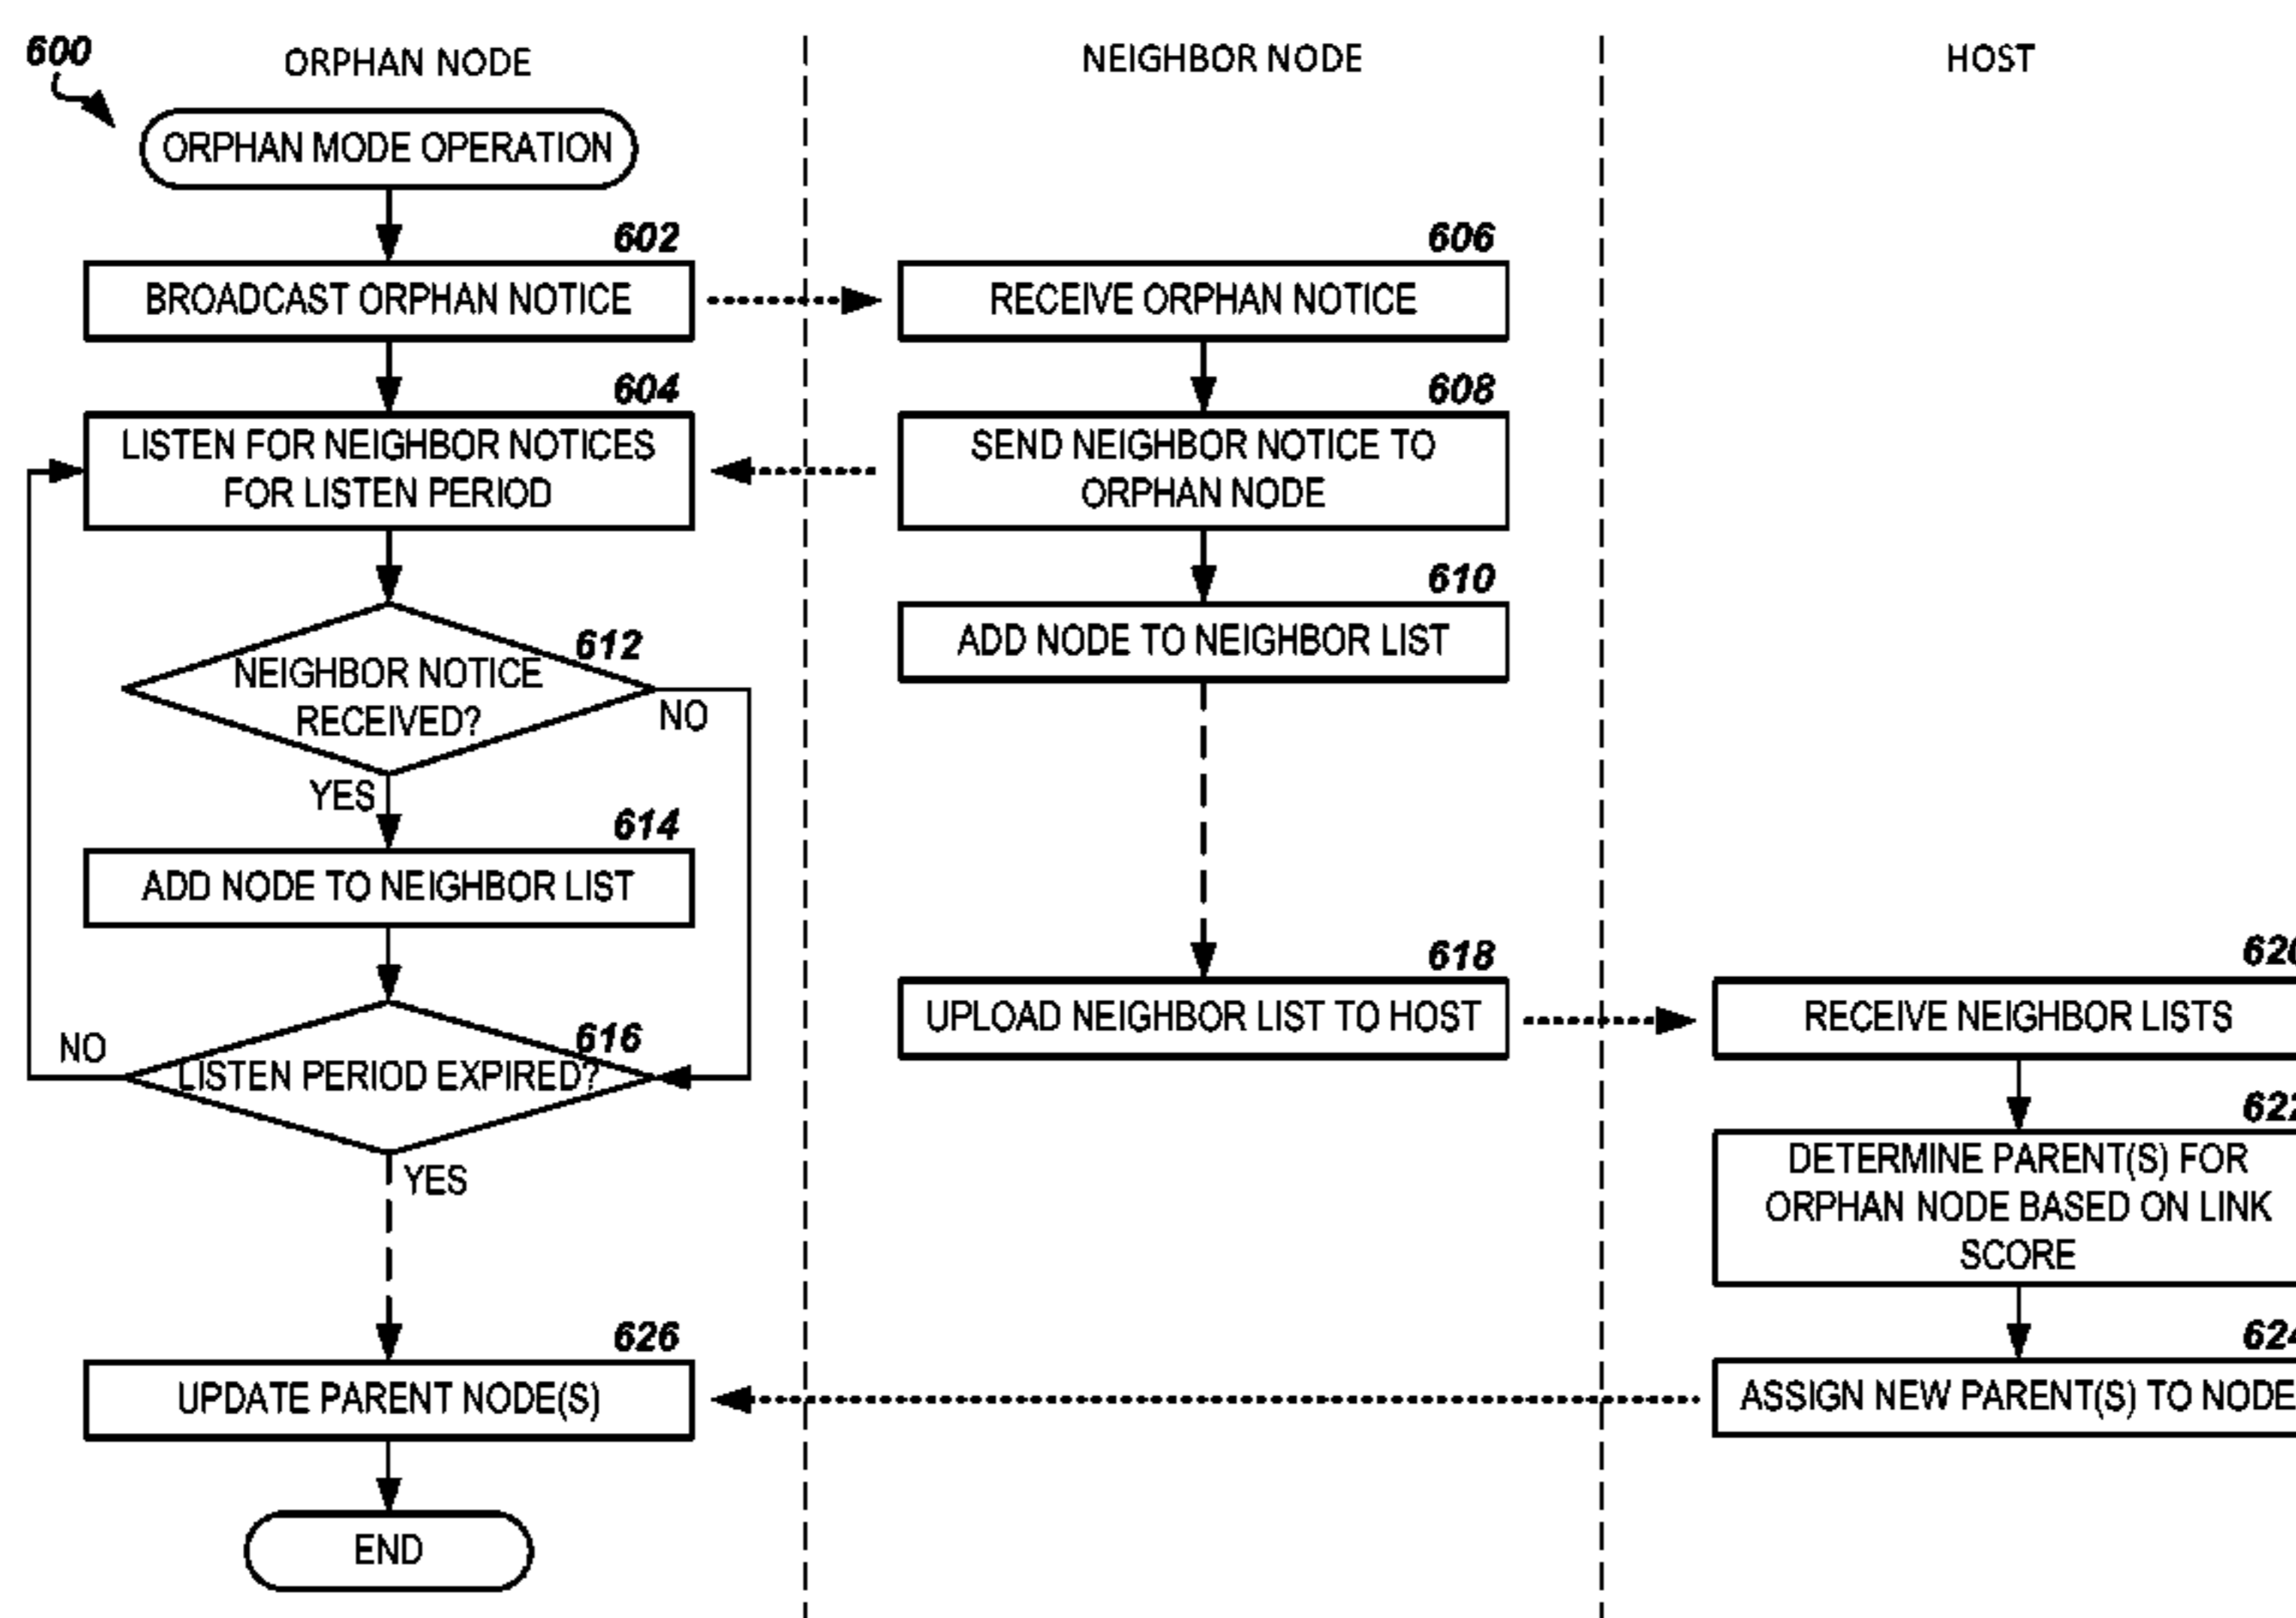 600
ORPHAN NODE
NEIGHBOR NODE
HOST
ORPHAN MODE OPERATION
602
BROADCAST ORPHAN NOTICE
606
RECEIVE ORPHAN NOTICE
604
LISTEN FOR NEIGHBOR NOTICES
FOR LISTEN PERIOD
608
SEND NEIGHBOR NOTICE TO
ORPHAN NODE
610
ADD NODE TO NEIGHBOR LIST
612
NEIGHBOR NOTICE
RECEIVED?
NO
YES
614
ADD NODE TO NEIGHBOR LIST
616
LISTEN PERIOD EXPIRED?
NO
YES
618
UPLOAD NEIGHBOR LIST TO HOST
620
RECEIVE NEIGHBOR LISTS
622
DETERMINE PARENT(S) FOR
ORPHAN NODE BASED ON LINK
SCORE
624
ASSIGN NEW PARENT(S) TO NODE
626
UPDATE PARENT NODE(S)
END